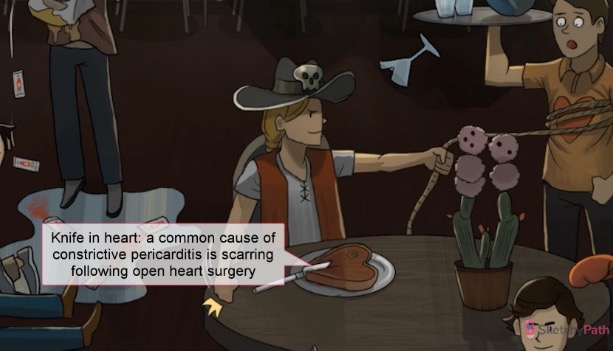 Knife in heart: a common cause of
constrictive pericarditis is scarring
following open heart surgery
SketchyPath